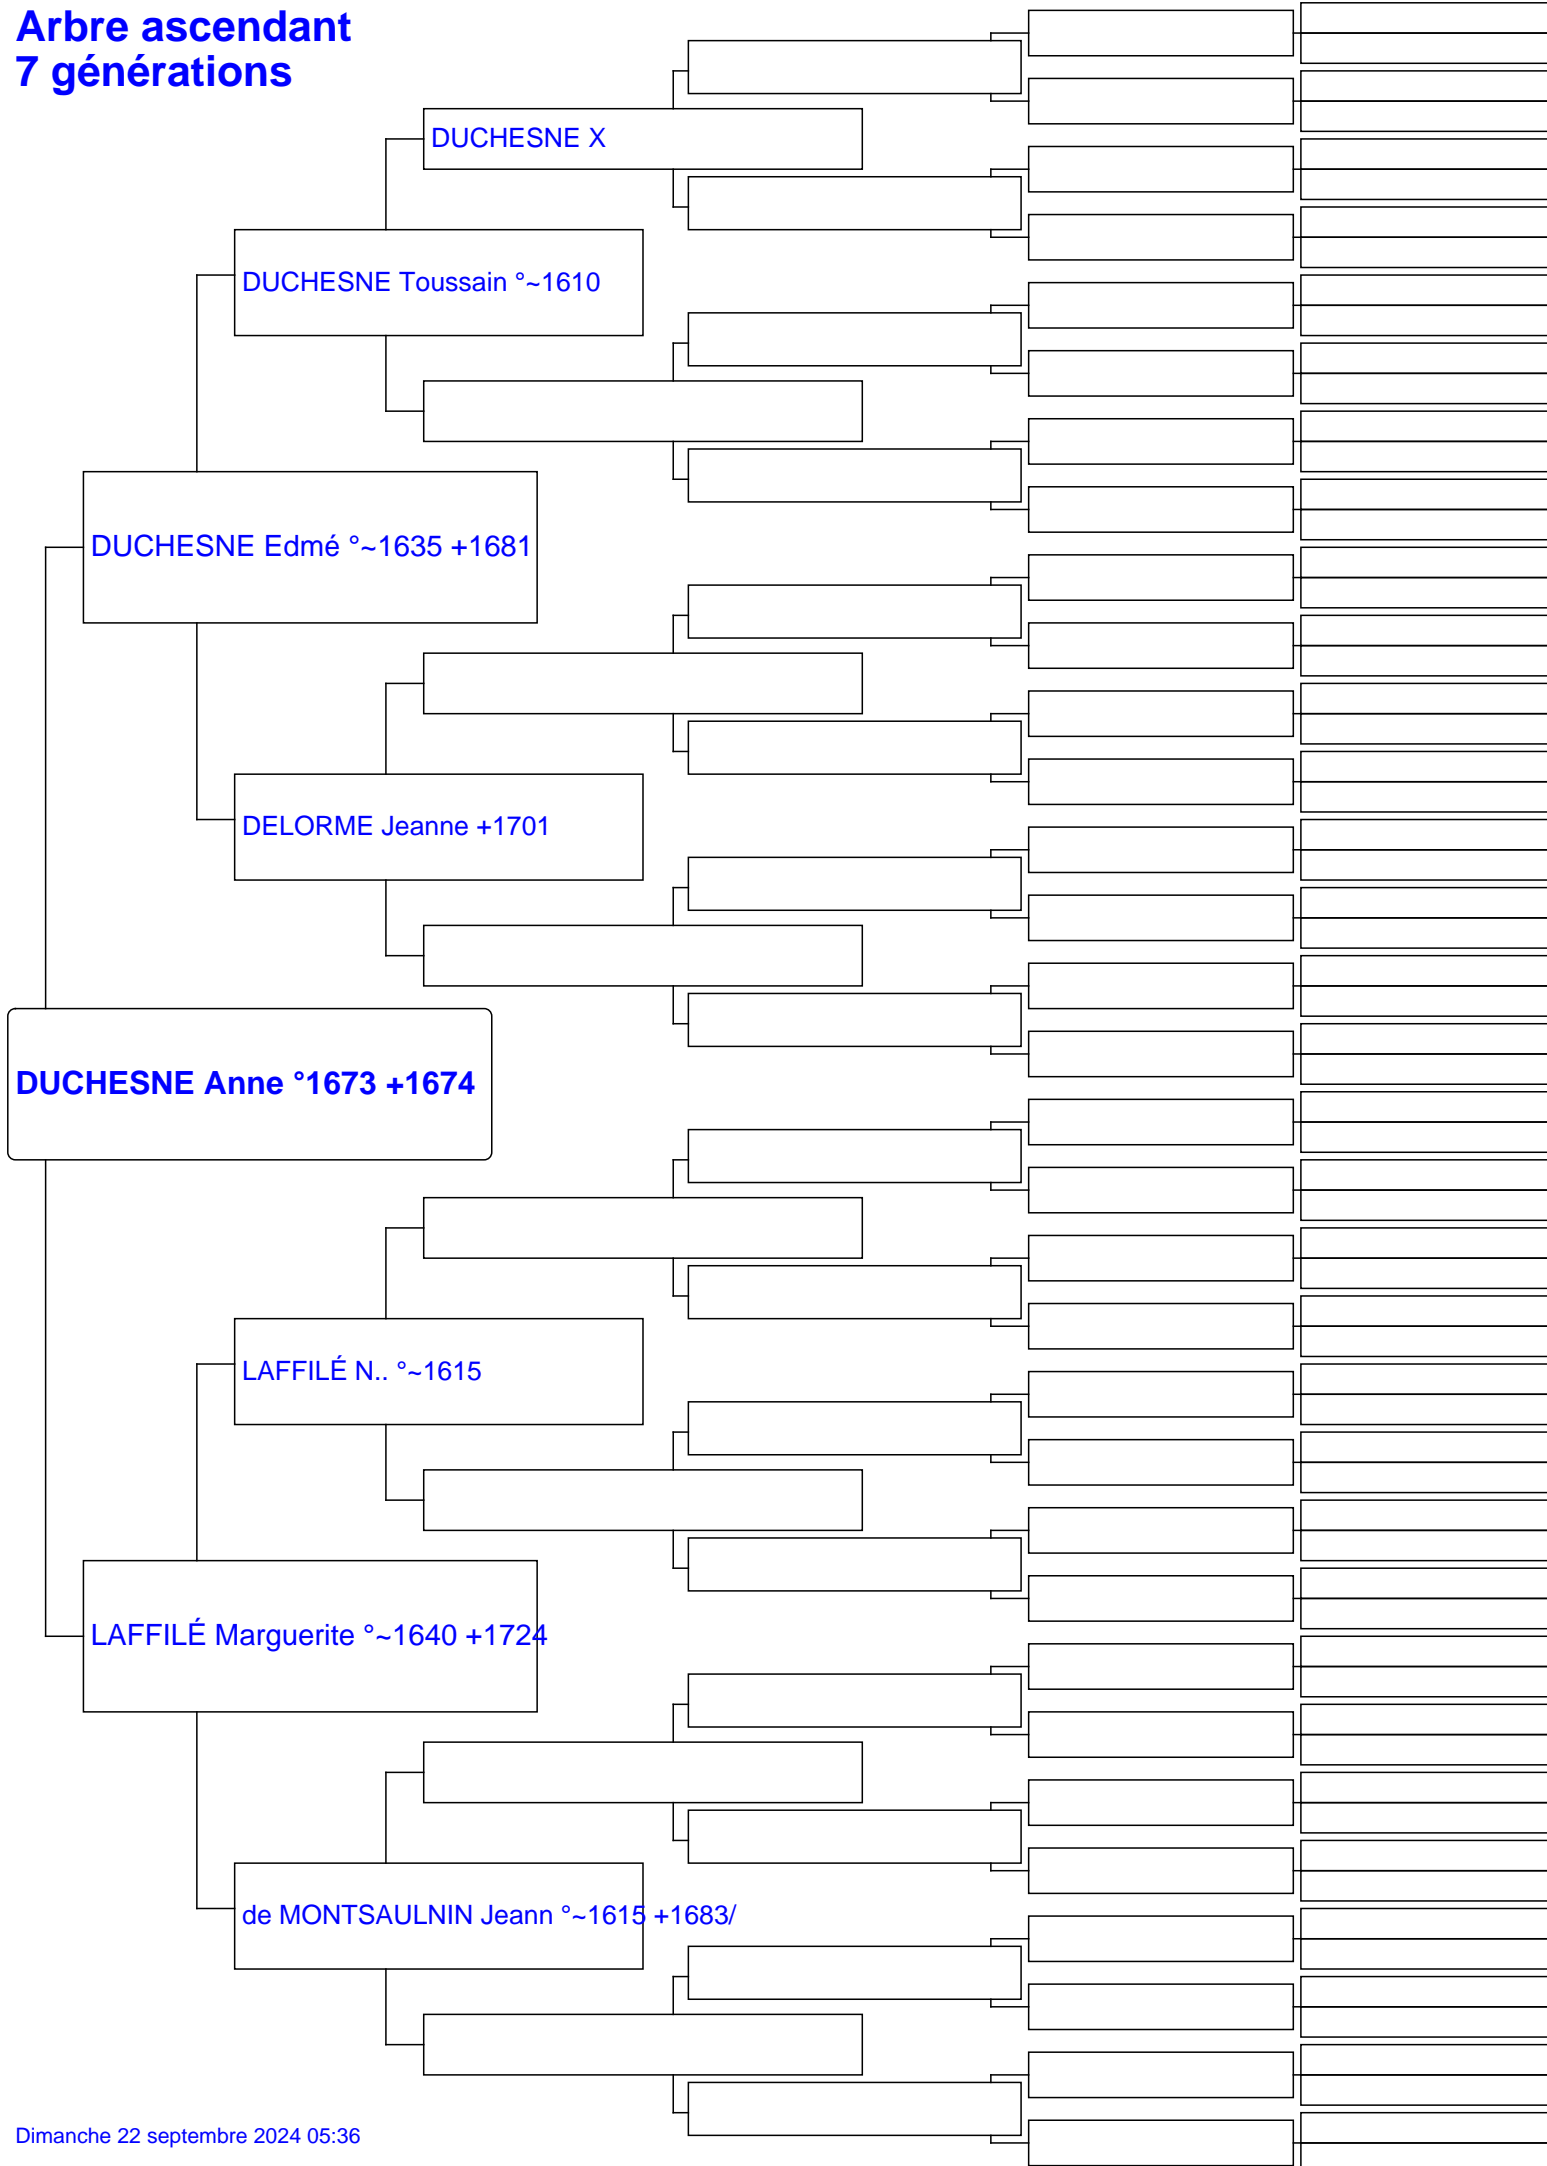 Arbre ascendant
7 générations
DUCHESNE X
DUCHESNE Toussain °~1610
DUCHESNE Edmé °~1635 +1681
DELORME Jeanne +1701
DUCHESNE Anne °1673 +1674
LAFFILÉ N.. °~1615
LAFFILÉ Marguerite °~1640 +1724
de MONTSAULNIN Jeann °~1615 +1683/
Dimanche 22 septembre 2024 05:36